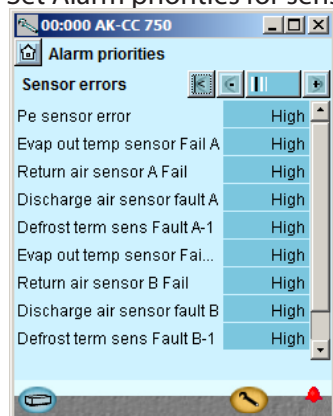 Set Alarm priorities for sens
00:000 AK-CC 750
Alarm priorities
Sensor errors
Pe sensor error High
Evap out temp sensor Fail A High
Return air sensor A Fail High
Discharge air sensor fault A High
Defrost term sens Fault A-1 High
Evap out temp sensor Fai... High
Return air sensor B Fail High
Discharge air sensor fault B High
Defrost term sens Fault B-1 High